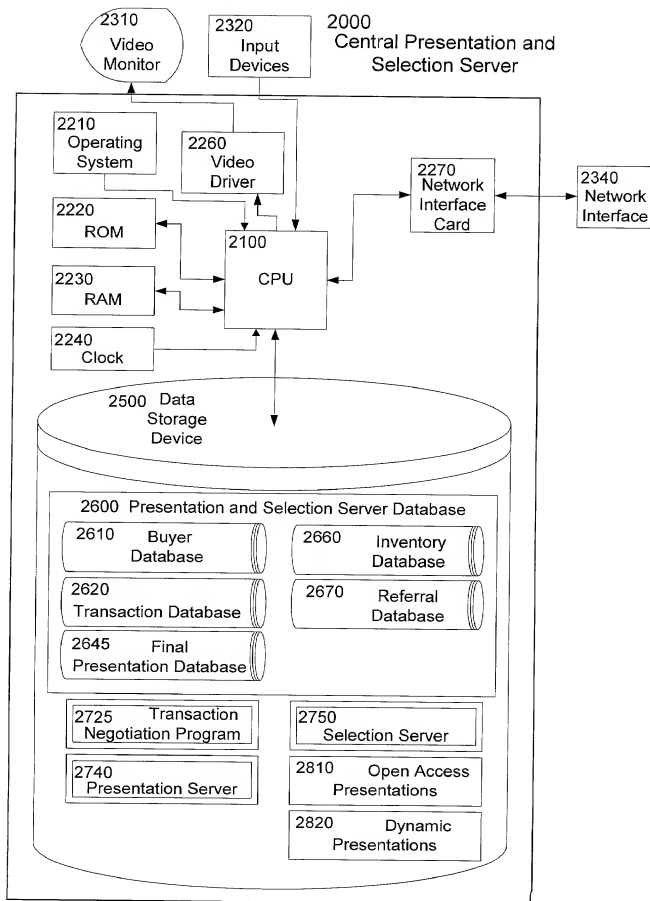 2310
Video
Monitor
2320
Input
Devices
2000
Central Presentation and
Selection Server
2210
Operating
System
2260
Video
Driver
2270
Network
Interface
Card
2340
Network
Interface
2220
ROM
2100
CPU
2230
RAM
2240
Clock
2500 Data
Storage
Device
2600 Presentation and Selection Server Database
2610 Buyer
Database
2660 Inventory
Database
2620
Transaction Database
2670 Referral
Database
2645 Final
Presentation Database
2725 Transaction
Negotiation Program
2750
Selection Server
2740
Presentation Server
2810 Open Access
Presentations
2820 Dynamic
Presentations